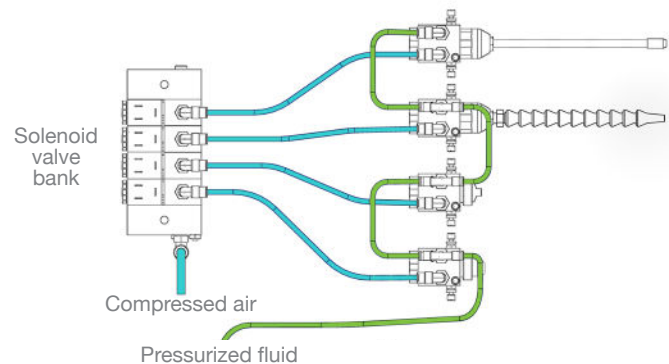 Solenoid
valve
bank
Compressed air
Pressurized fluid